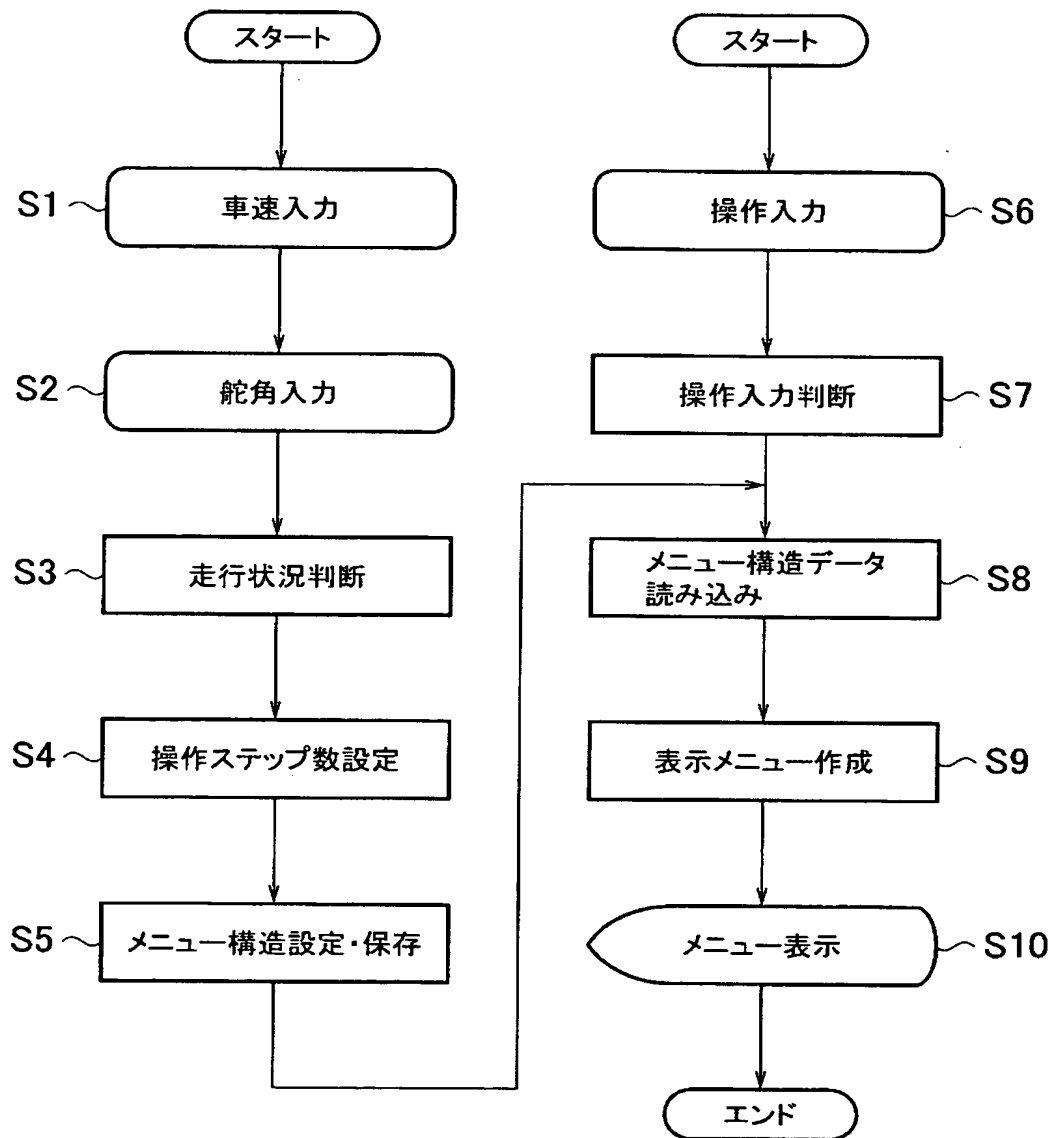 スタート
S1
車速入力
S2
舵角入力
S3
走行状況判断
S4
操作ステップ数設定
S5
メニュー構造設定・保存
スタート
操作入力
S6
操作入力判断
S7
メニュー構造データ
読み込み
S8
表示メニュー作成
S9
メニュー表示
S10
エンド